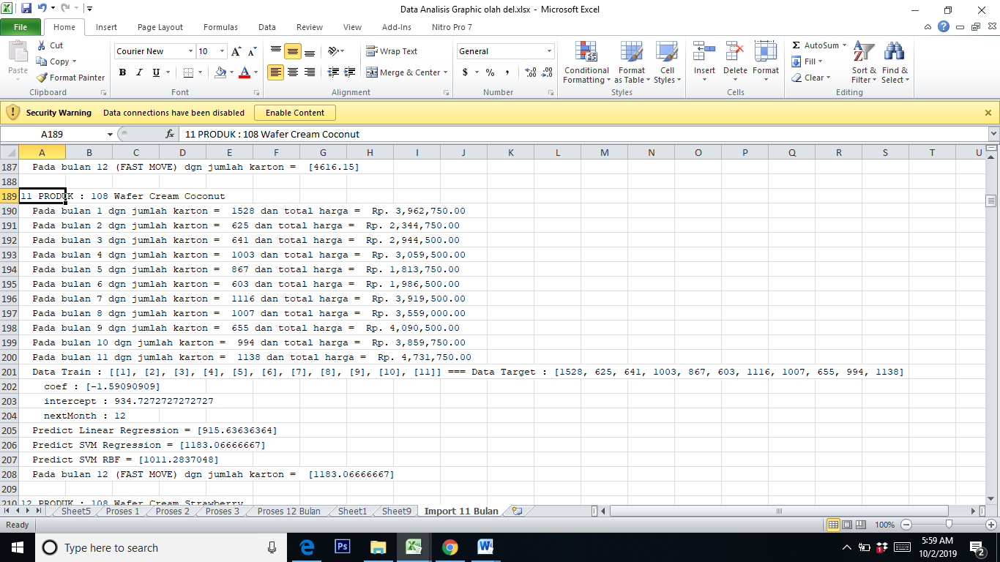 Data Analisis Graphic olah del.xlsx - Microsoft Excel
File Home Insert Page Layout Formulas Data Review View Add-Ins Nitro Pro 7
Paste
Cut
Copy
Format Painter
Clipboard
Courier New 10
B I U
Font
Wrap Text
Merge & Center
Alignment
General
$ % ,
Number
Conditional Formatting
Format as Table
Cell Styles
Styles
Insert Delete Format
Cells
AutoSum
Fill
Clear
Sort & Filter
Find & Select
Editing
Security Warning Data connections have been disabled Enable Content
A189 fx 11 PRODUK : 108 Wafer Cream Coconut
A B C D E F G H I J K L M N O P Q R S T U
187 Pada bulan 12 (FAST MOVE) dgn jumlah karton = [4616.15]
188
189 11 PRODUK : 108 Wafer Cream Coconut
190 Pada bulan 1 dgn jumlah karton = 1528 dan total harga = Rp. 3,962,750.00
191 Pada bulan 2 dgn jumlah karton = 625 dan total harga = Rp. 2,344,750.00
192 Pada bulan 3 dgn jumlah karton = 641 dan total harga = Rp. 2,944,500.00
193 Pada bulan 4 dgn jumlah karton = 1003 dan total harga = Rp. 3,059,500.00
194 Pada bulan 5 dgn jumlah karton = 867 dan total harga = Rp. 1,813,750.00
195 Pada bulan 6 dgn jumlah karton = 603 dan total harga = Rp. 1,986,500.00
196 Pada bulan 7 dgn jumlah karton = 1116 dan total harga = Rp. 3,919,500.00
197 Pada bulan 8 dgn jumlah karton = 1007 dan total harga = Rp. 3,559,000.00
198 Pada bulan 9 dgn jumlah karton = 655 dan total harga = Rp. 4,090,500.00
199 Pada bulan 10 dgn jumlah karton = 994 dan total harga = Rp. 3,859,750.00
200 Pada bulan 11 dgn jumlah karton = 1138 dan total harga = Rp. 4,731,750.00
201 Data Train : [[1], [2], [3], [4], [5], [6], [7], [8], [9], [10], [11]] === Data Target : [1528, 625, 641, 1003, 867, 603, 1116, 1007, 655, 994, 1138]
202 coef : [-1.59090909]
203 intercept : 934.7272727272727
204 nextMonth : 12
205 Predict Linear Regression = [915.63636364]
206 Predict SVM Regression = [1183.06666667]
207 Predict SVM RBF = [1011.2837048]
208 Pada bulan 12 (FAST MOVE) dgn jumlah karton = [1183.06666667]
209
210 12 PRODUK : 108 Wafer Cream Strawberry
Sheet5 Proses 1 Proses 2 Proses 3 Proses 12 Bulan Sheet1 Sheet9 Import 11 Bulan
Ready 100%
Type here to search
5:59 AM
10/2/2019
2